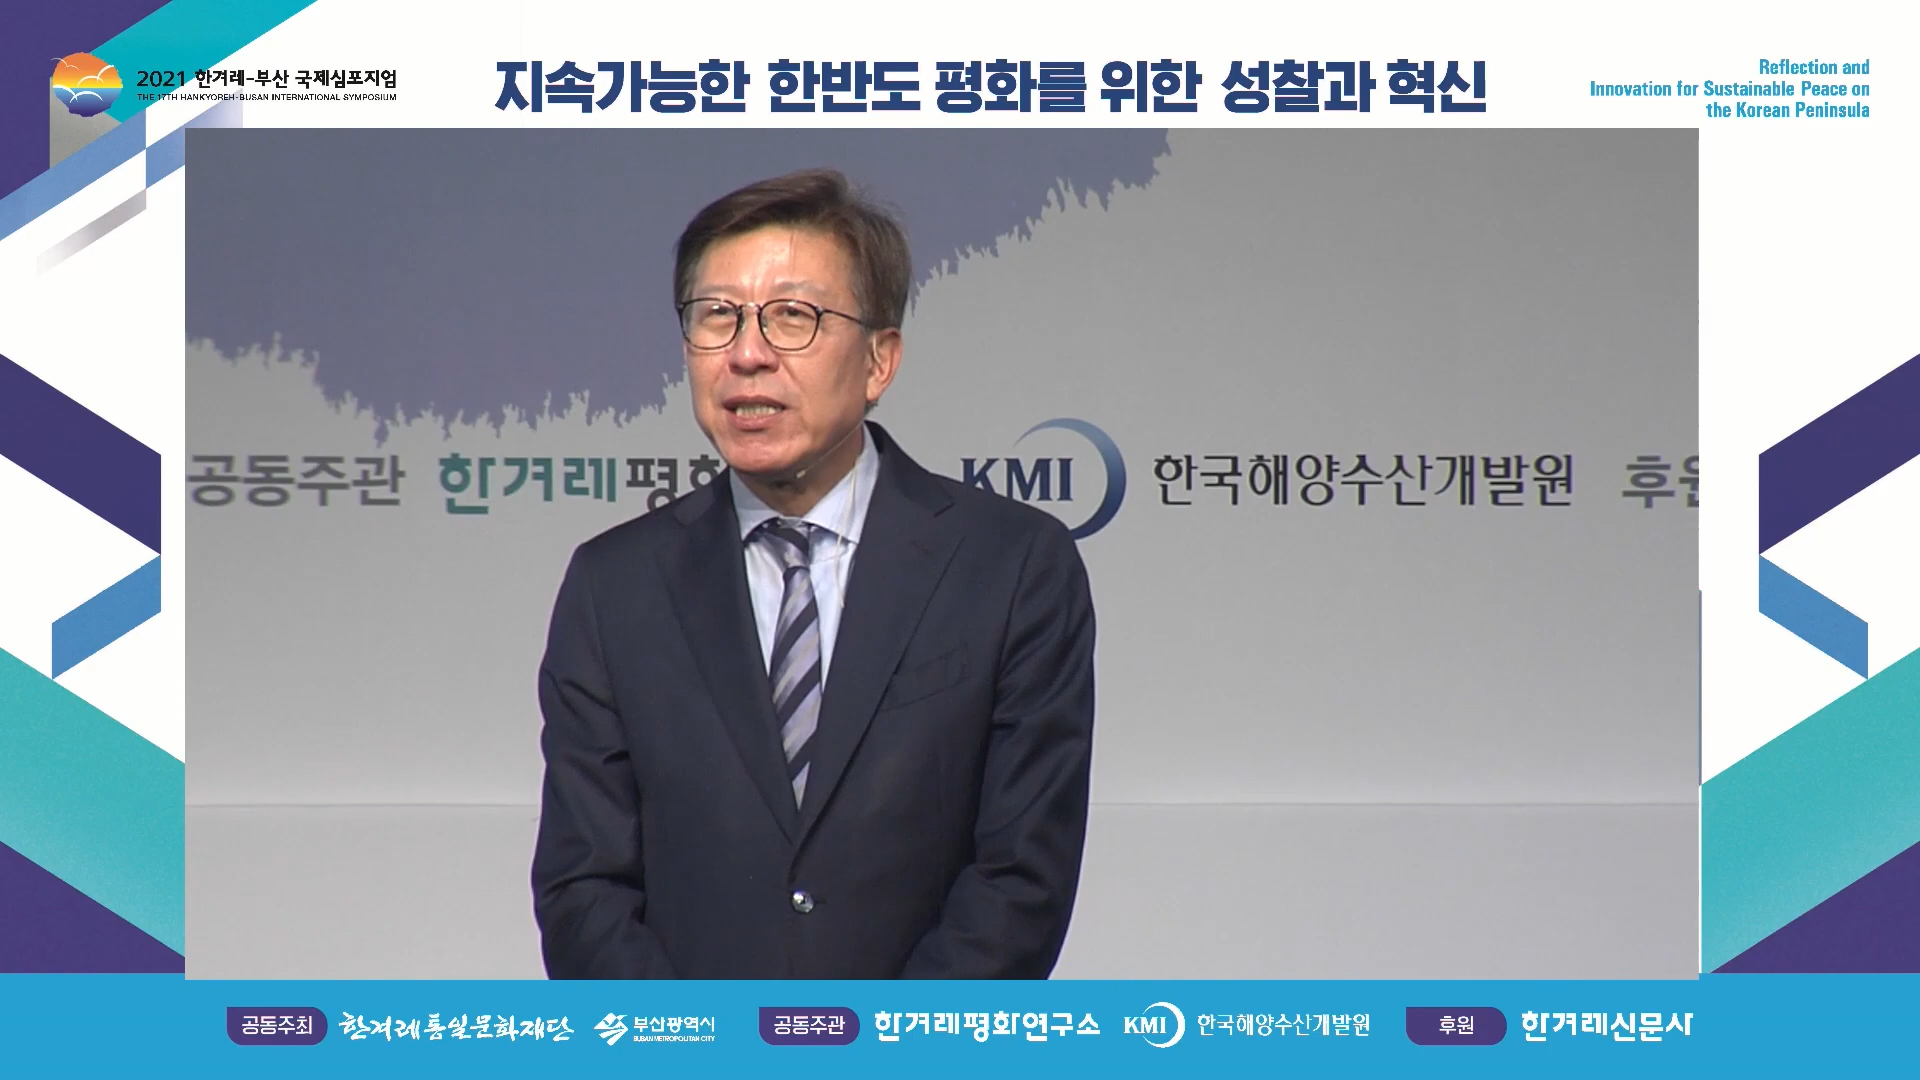 2021 한겨레-부산 국제심포지엄
THE 17TH HANKYOREH-BUSAN INTERNATIONAL SYMPOSIUM
지속가능한 한반도 평화를 위한 성찰과 혁신
Reflection and
Innovation for Sustainable Peace on
the Korean Peninsula
공동주관 한겨레평화 KMI 한국해양수산개발원 후원
공동주최 한겨레통일문화재단 부산광역시 공동주관 한겨레평화연구소 KMI 한국해양수산개발원 후원 한겨레신문사
BUSAN METROPOLITAN CITY